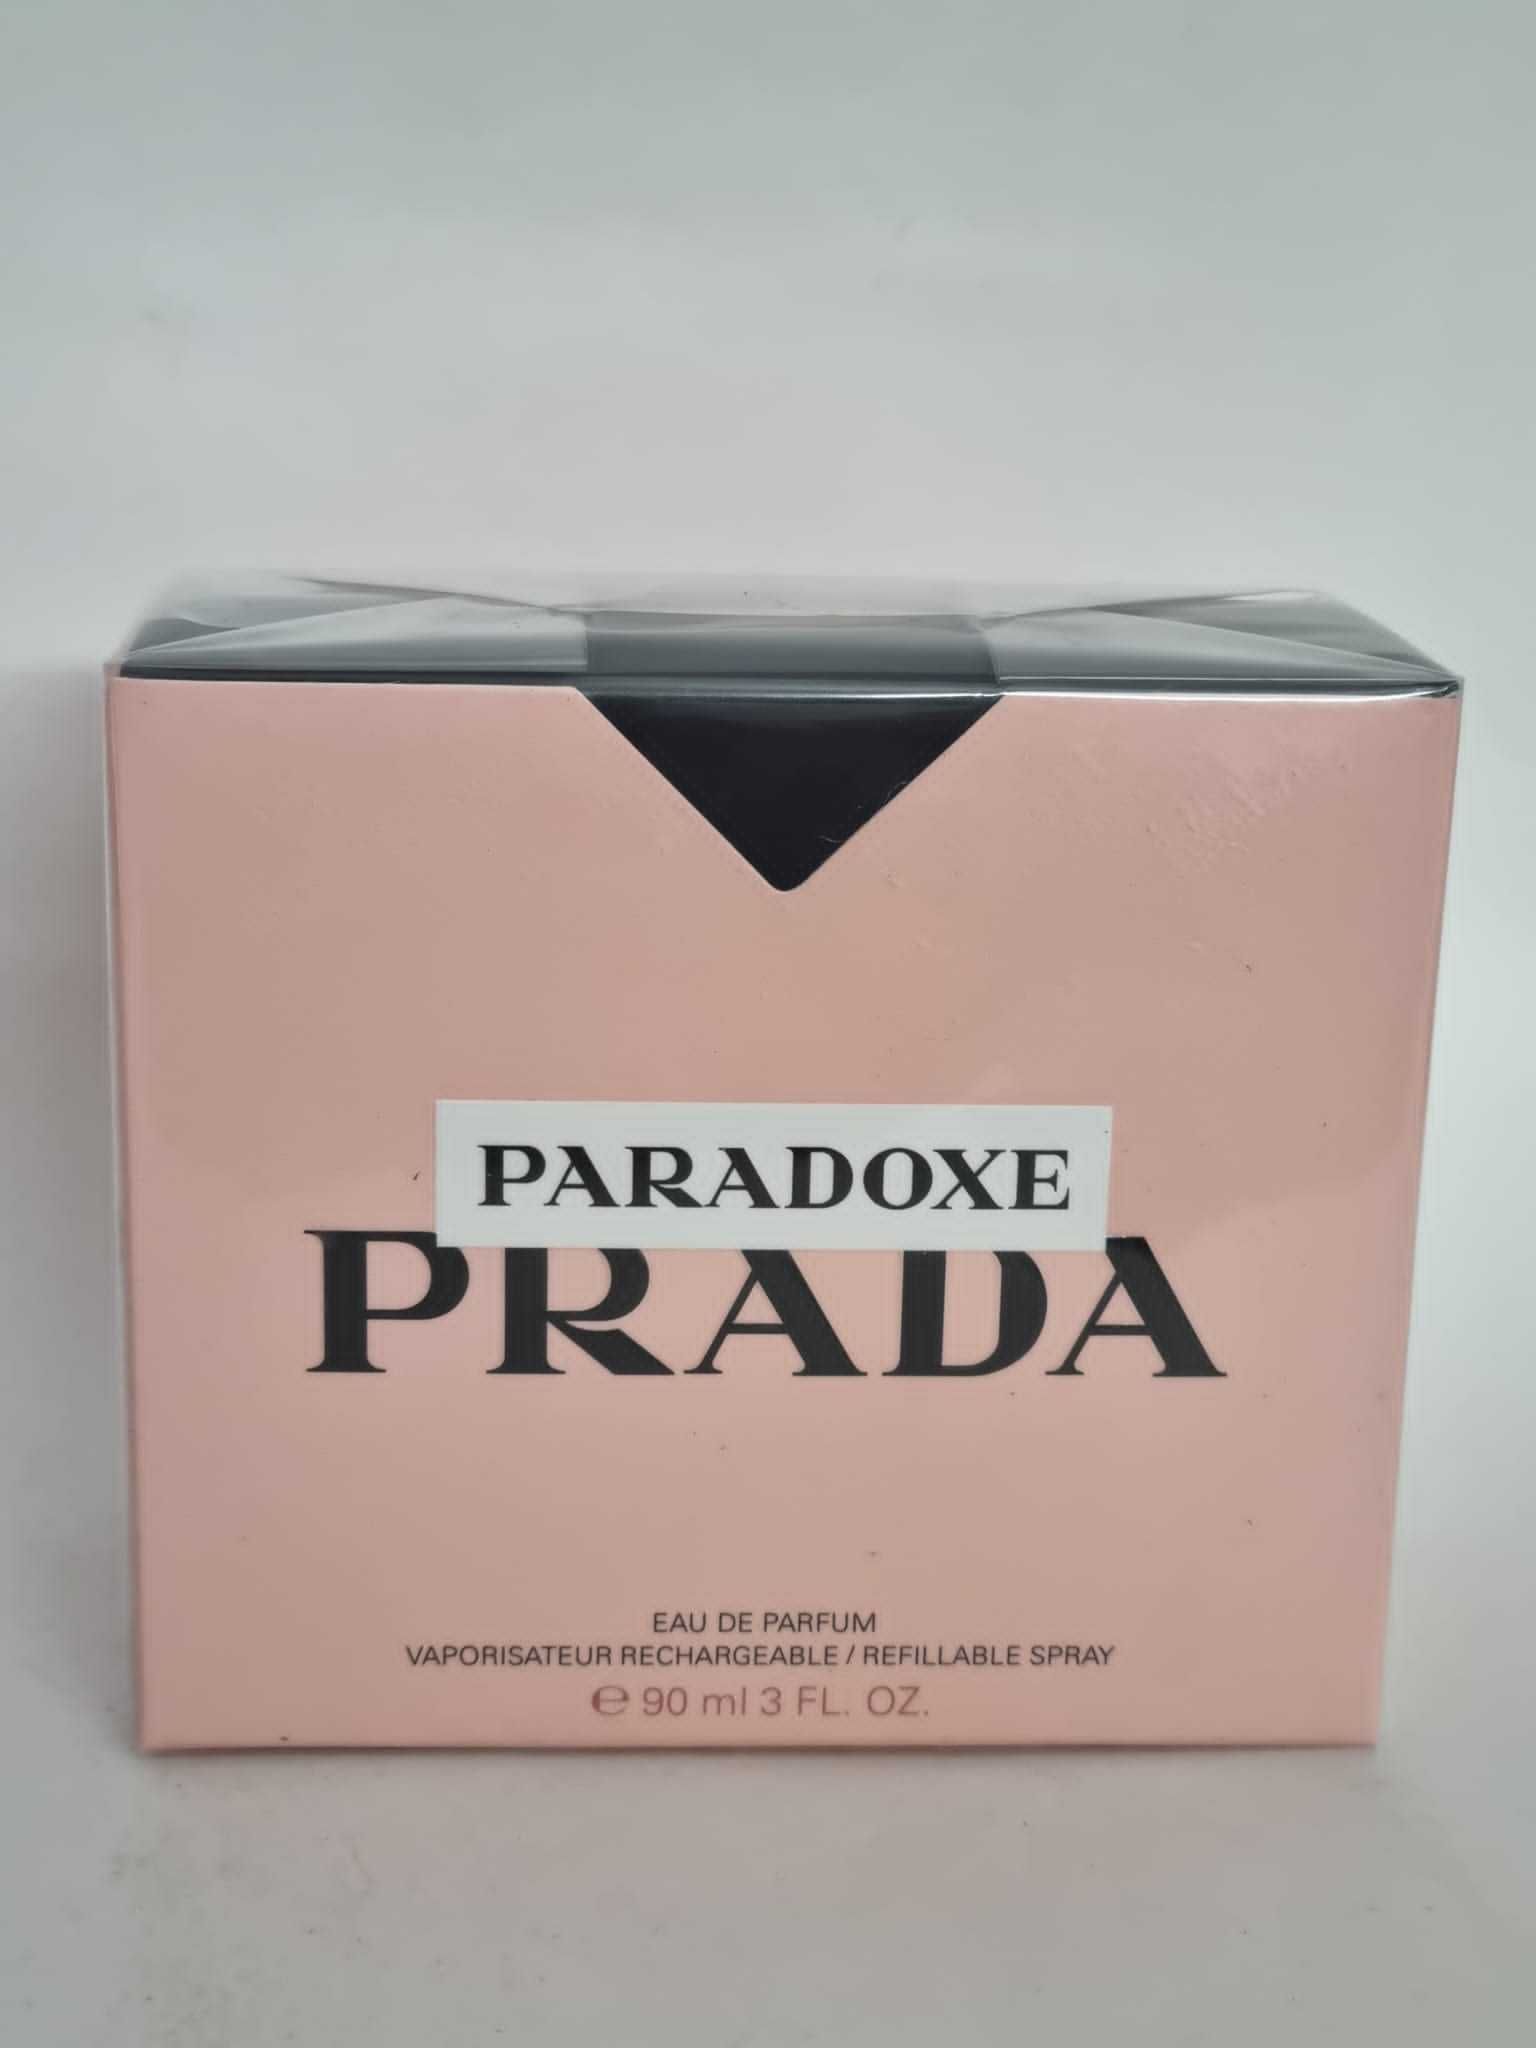 PARADOXE
PRADA
EAU DE PARFUM
VAPORISATEUR RECHARGEABLE / REFILLABLE SPRAY
℮ 90 ml 3 FL. OZ.